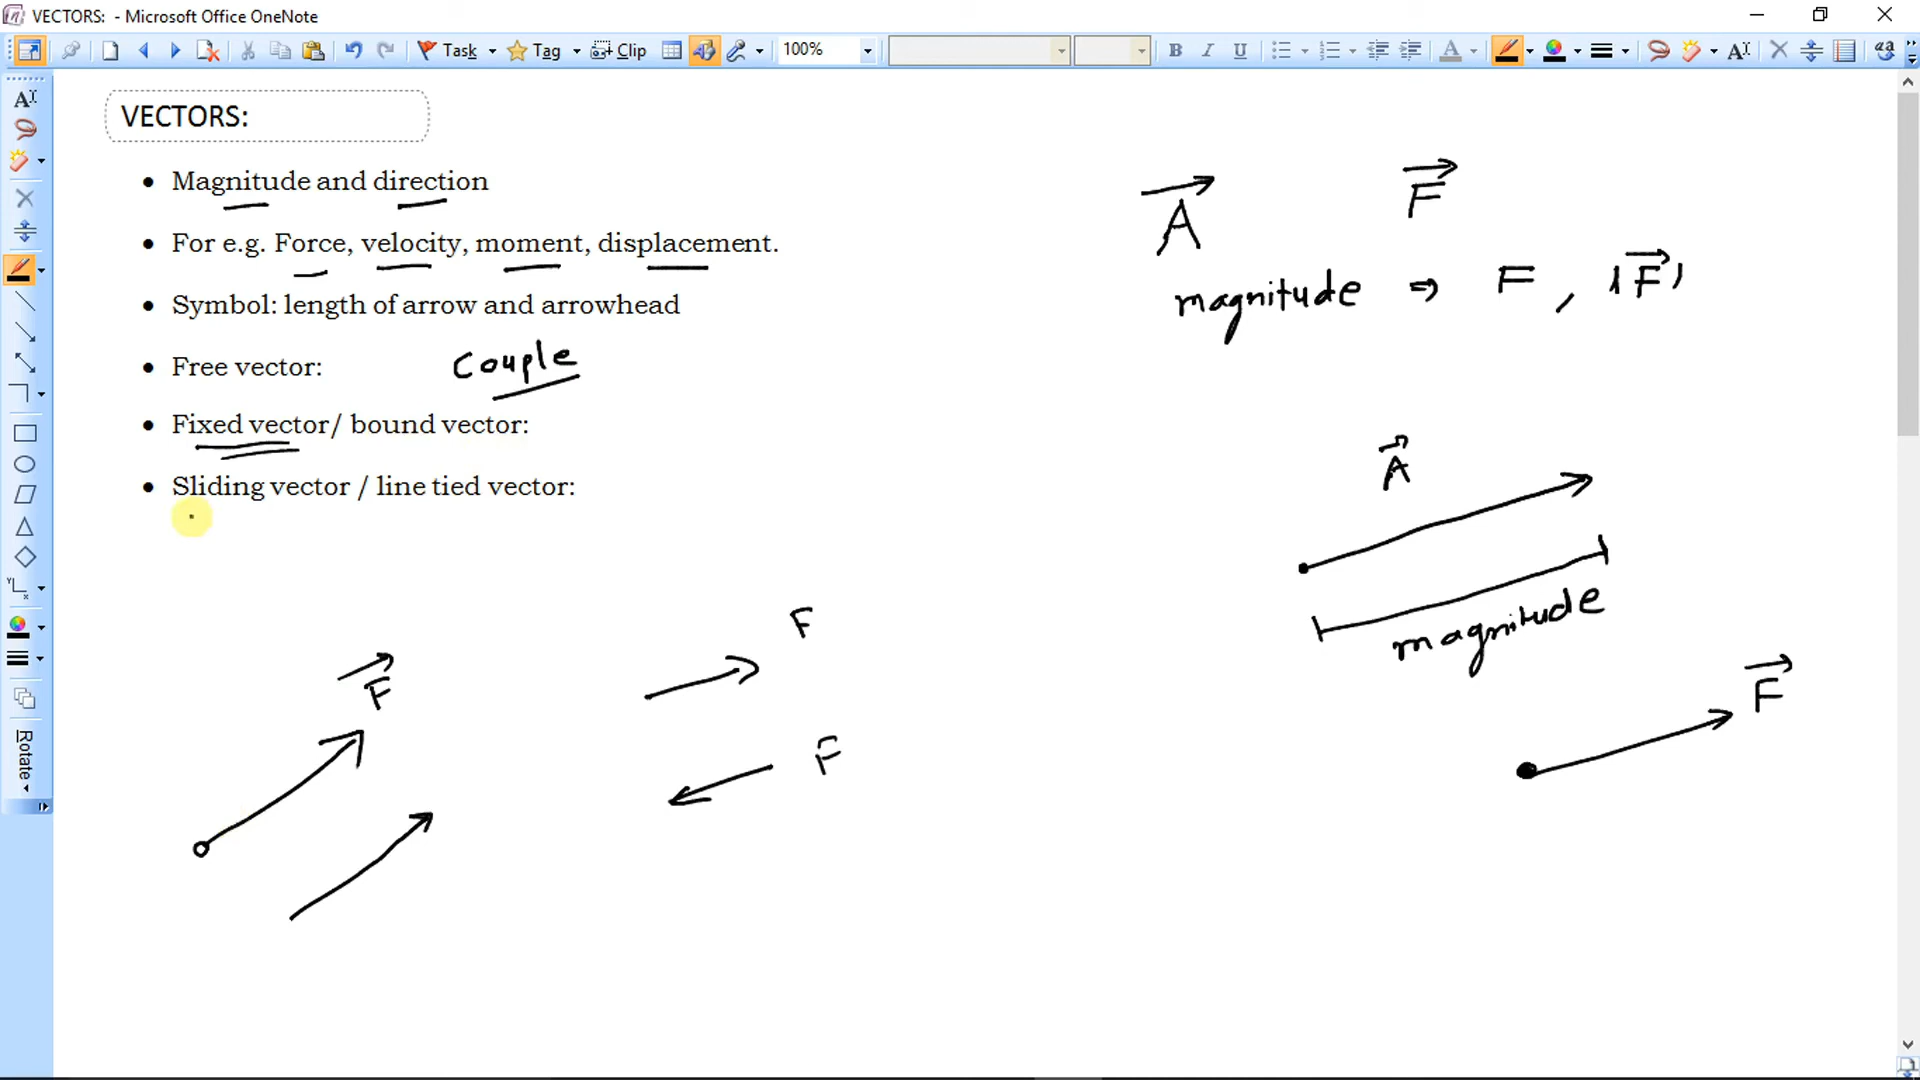 VECTORS: - Microsoft Office OneNote
Task Tag Clip 100% B I U A A
A
Rotate
VECTORS:
• Magnitude and direction
• For e.g. Force, velocity, moment, displacement.
• Symbol: length of arrow and arrowhead
• Free vector: Couple
• Fixed vector/ bound vector:
• Sliding vector / line tied vector:
A F
magnitude ⇒ F , |F|
A
magnitude
F
F
F
F